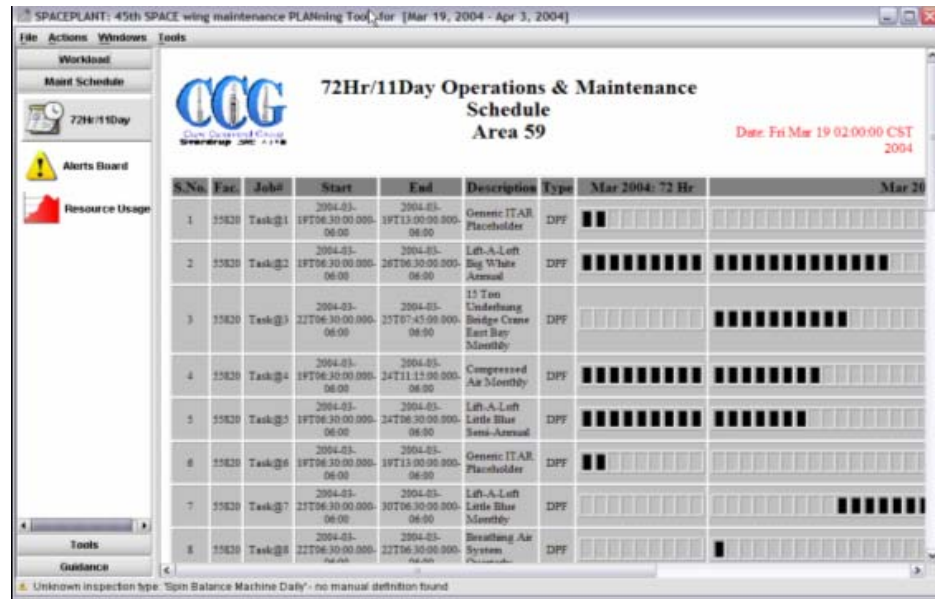 SPACEPLANT: 45th SPACE wing maintenance PLANning Tool for [Mar 19, 2004 - Apr 3, 2004]
File Actions Windows Tools
Workload
Maint Schedule
72Hr/11Day
Alerts Board
Resource Usage
Tools
Guidance
CCG
72Hr/11Day Operations & Maintenance
Schedule
Area 59
Date: Fri Mar 19 02:00:00 CST
2004
S.No. Fac. Job# Start End Description Type Mar 2004: 72 Hr Mar 20
1 55820 Task@1 2004-03-19T06:30:00.000-06:00 2004-03-19T13:00:00.000-06:00 Generic ITAR Placeholder DPF
2 55820 Task@2 2004-03-19T06:30:00.000-06:00 2004-03-26T06:30:00.000-06:00 Lift-A-Loft Big White Annual DPF
3 55820 Task@3 2004-03-22T06:30:00.000-06:00 2004-03-25T07:45:00.000-06:00 15 Ton Underhung Bridge Crane East Bay Monthly DPF
4 55820 Task@4 2004-03-19T06:30:00.000-06:00 2004-03-24T11:15:00.000-06:00 Compressed Air Monthly DPF
5 55820 Task@5 2004-03-19T06:30:00.000-06:00 2004-03-24T06:30:00.000-06:00 Lift-A-Loft Little Blue Semi-Annual DPF
6 55820 Task@6 2004-03-19T06:30:00.000-06:00 2004-03-19T13:00:00.000-06:00 Generic ITAR Placeholder DPF
7 55820 Task@7 2004-03-25T06:30:00.000-06:00 2004-03-30T06:30:00.000-06:00 Lift-A-Loft Little Blue Monthly DPF
8 55820 Task@8 2004-03-22T06:30:00.000- 2004-03-22T06:30:00.000- Breathing Air System DPF
Unknown inspection type: 'Spin Balance Machine Daily' - no manual definition found